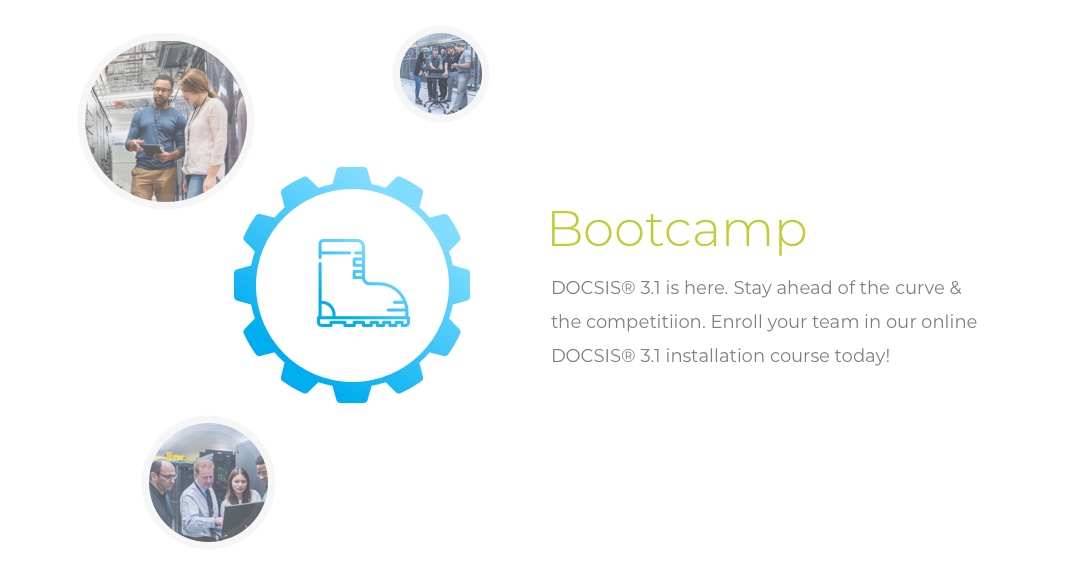 Bootcamp
DOCSIS® 3.1 is here. Stay ahead of the curve &
the competitiion. Enroll your team in our online
DOCSIS® 3.1 installation course today!